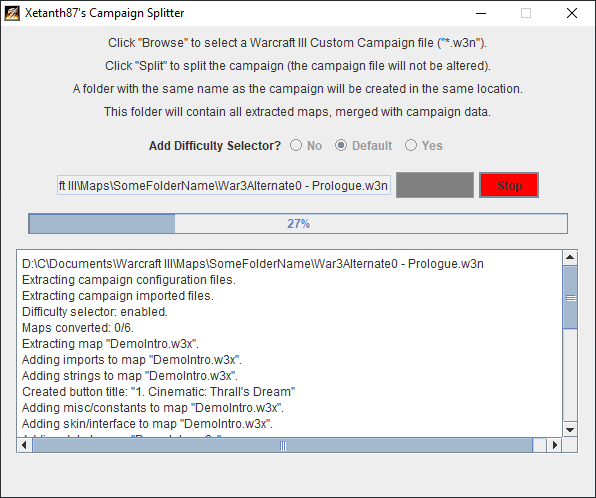 Xetanth87's Campaign Splitter
Click "Browse" to select a Warcraft III Custom Campaign file ("*.w3n").
Click "Split" to split the campaign (the campaign file will not be altered).
A folder with the same name as the campaign will be created in the same location.
This folder will contain all extracted maps, merged with campaign data.
Add Difficulty Selector? No Default Yes
ft III\Maps\SomeFolderName\War3Alternate0 - Prologue.w3n Stop
27%
D:\C\Documents\Warcraft III\Maps\SomeFolderName\War3Alternate0 - Prologue.w3n
Extracting campaign configuration files.
Extracting campaign imported files.
Difficulty selector: enabled.
Maps converted: 0/6.
Extracting map "DemoIntro.w3x".
Adding imports to map "DemoIntro.w3x".
Adding strings to map "DemoIntro.w3x".
Created button title: "1. Cinematic: Thrall's Dream"
Adding misc/constants to map "DemoIntro.w3x".
Adding skin/interface to map "DemoIntro.w3x".